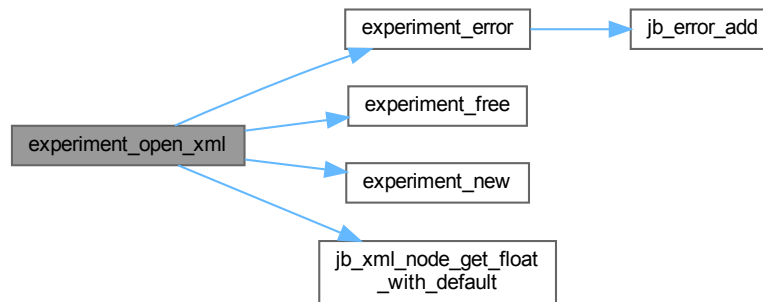 experiment_error
jb_error_add
experiment_free
experiment_open_xml
experiment_new
jb_xml_node_get_float
_with_default